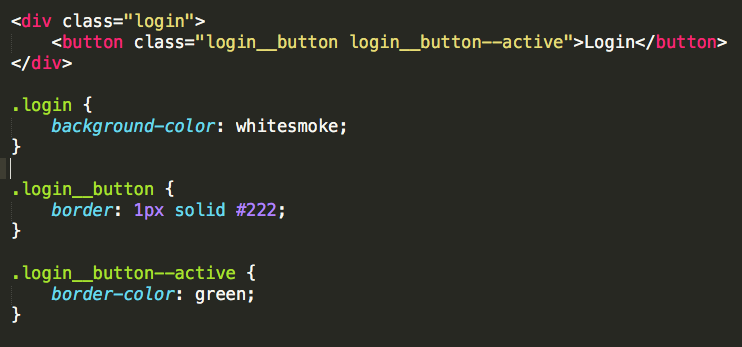 <div class="login">
    <button class="login__button login__button--active">Login</button>
</div>

.login {
    background-color: whitesmoke;
}

.login__button {
    border: 1px solid #222;
}

.login__button--active {
    border-color: green;
}